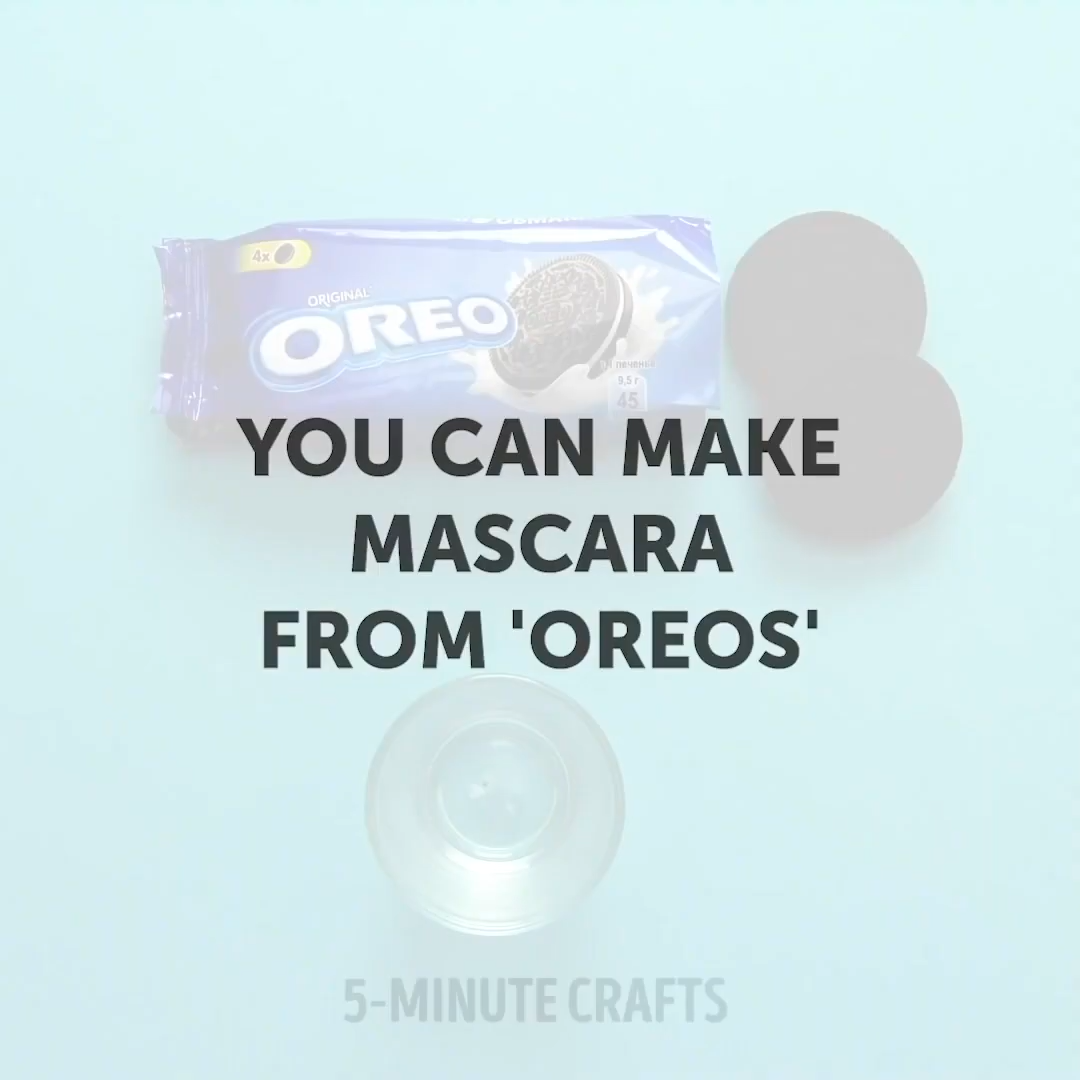 4x
ORIGINAL
OREO
печенья
9,5 г
45
YOU CAN MAKE
MASCARA
FROM 'OREOS'
5-MINUTE CRAFTS